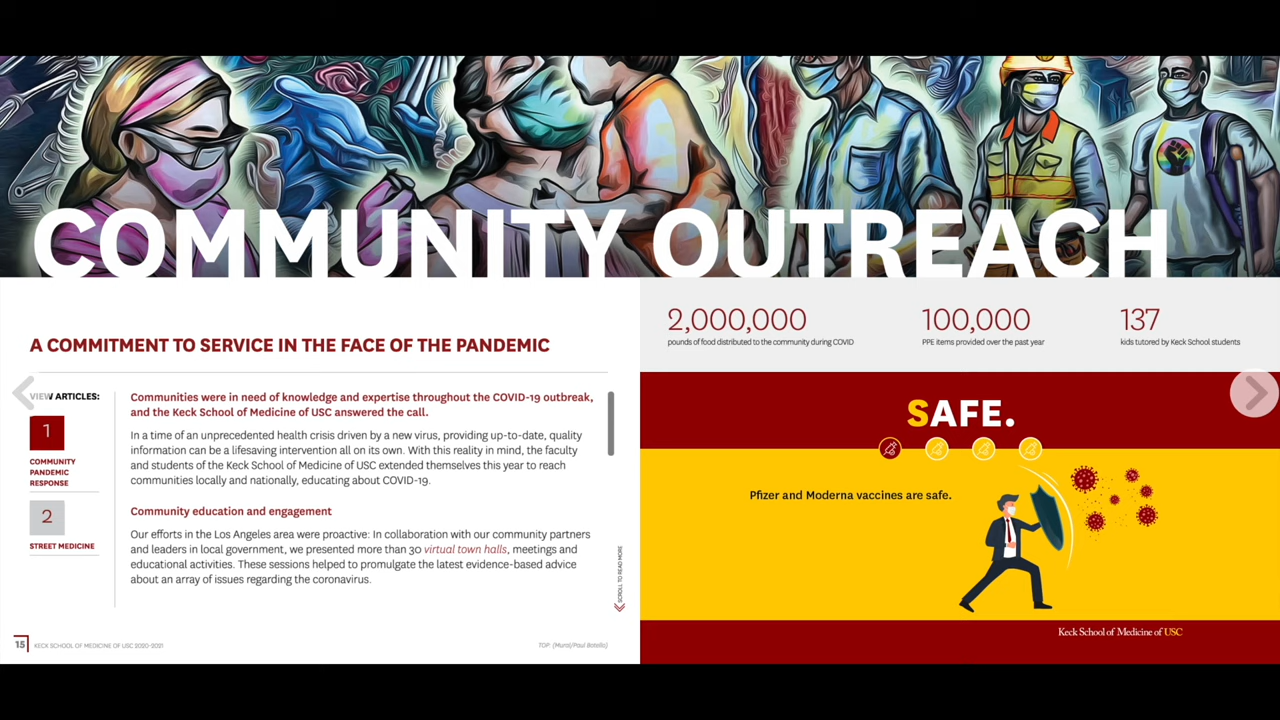 COMMUNITY OUTREACH
A COMMITMENT TO SERVICE IN THE FACE OF THE PANDEMIC
VIEW ARTICLES:
1
COMMUNITY
PANDEMIC
RESPONSE
2
STREET MEDICINE
Communities were in need of knowledge and expertise throughout the COVID-19 outbreak,
and the Keck School of Medicine of USC answered the call.
In a time of an unprecedented health crisis driven by a new virus, providing up-to-date, quality
information can be a lifesaving intervention all on its own. With this reality in mind, the faculty
and students of the Keck School of Medicine of USC extended themselves this year to reach
communities locally and nationally, educating about COVID-19.
Community education and engagement
Our efforts in the Los Angeles area were proactive: In collaboration with our community partners
and leaders in local government, we presented more than 30 virtual town halls, meetings and
educational activities. These sessions helped to promulgate the latest evidence-based advice
about an array of issues regarding the coronavirus.
SCROLL TO READ MORE
15 KECK SCHOOL OF MEDICINE OF USC 2020-2021
TOP: (Mural/Paul Botello)
2,000,000
pounds of food distributed to the community during COVID
100,000
PPE items provided over the past year
137
kids tutored by Keck School students
SAFE.
Pfizer and Moderna vaccines are safe.
Keck School of Medicine of USC